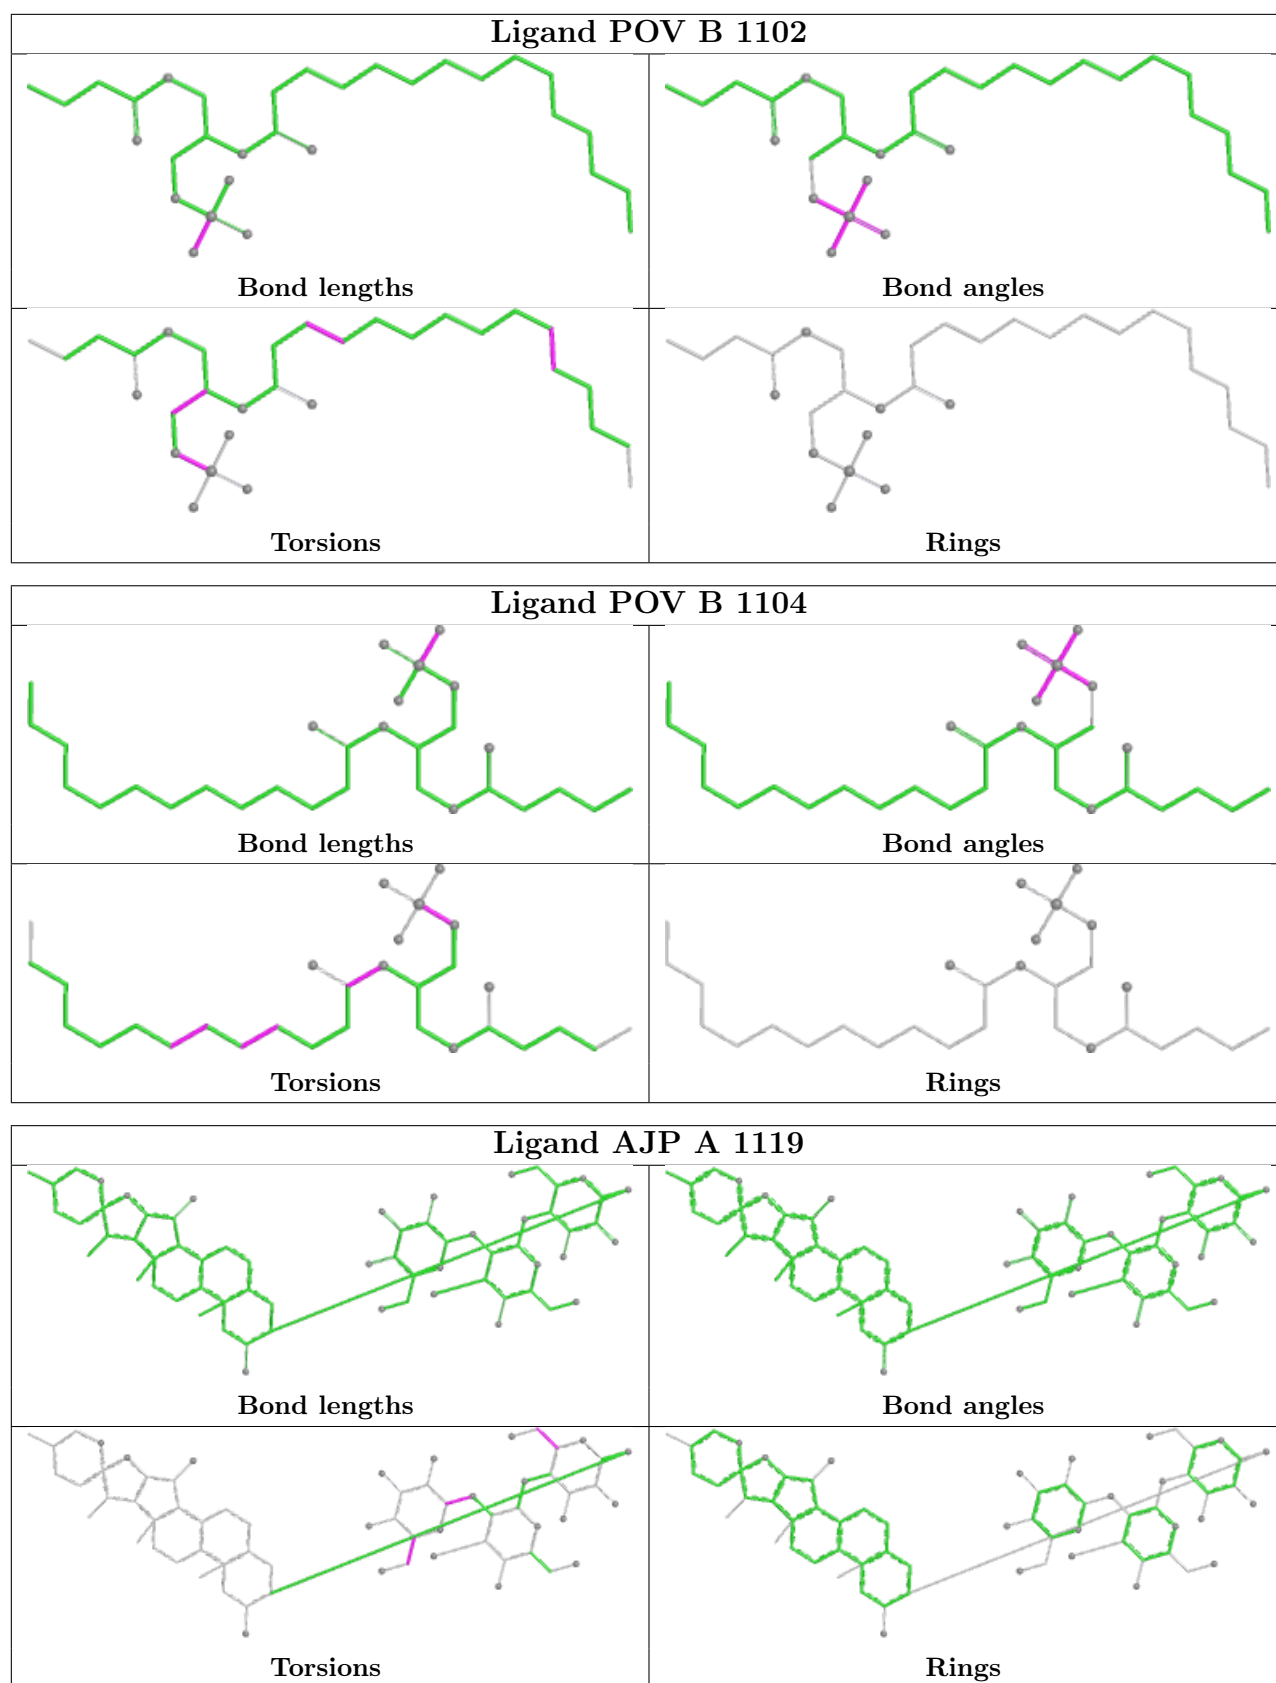 Ligand POV B 1102
Bond lengths
Bond angles
Torsions
Rings
Ligand POV B 1104
Bond lengths
Bond angles
Torsions
Rings
Ligand AJP A 1119
Bond lengths
Bond angles
Torsions
Rings